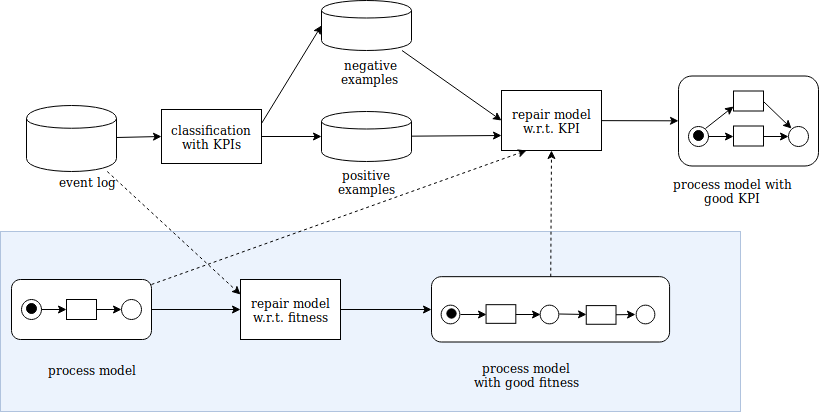 negative
examples
classification
with KPIs
repair model
w.r.t. KPI
event log
positive
examples
process model with
good KPI
repair model
w.r.t. fitness
process model
process model
with good fitness